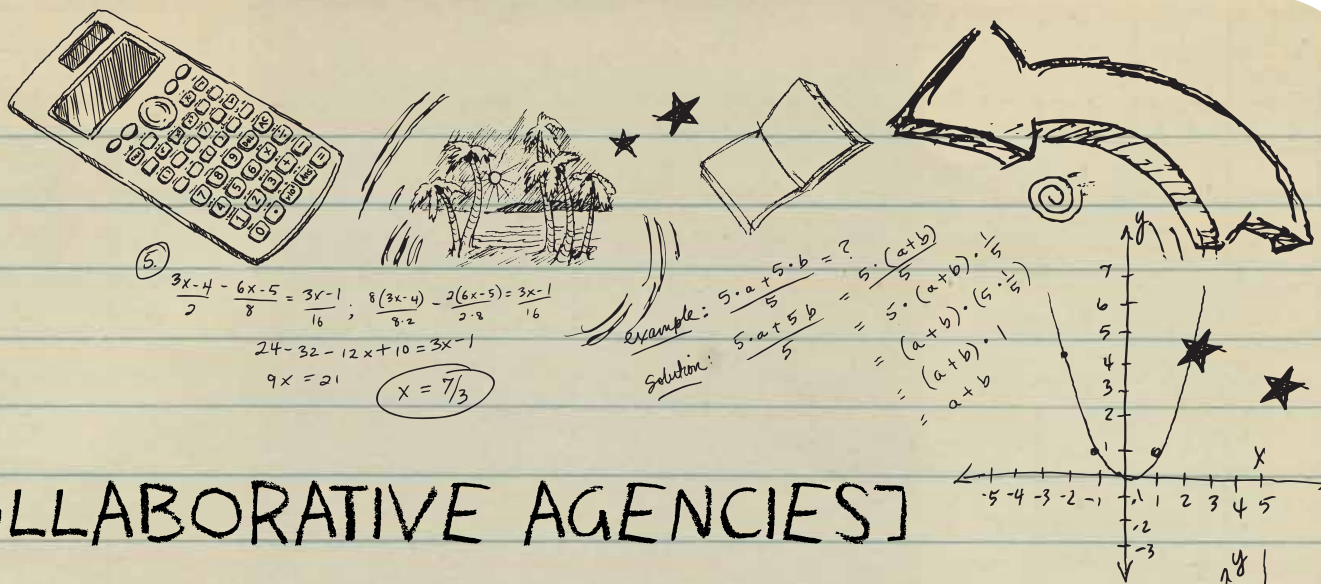 5.
3x-4/2 - 6x-5/8 = 3x-1/16 ; 8(3x-4)/8·2 - 2(6x-5)/2·8 = 3x-1/16
24-32-12x+10=3x-1
9x = 21
x = 7/3
example: 5·a+5·b/5 = ?
Solution: 5·a+5b/5 = 5·(a+b)/5
= 5·(a+b)·1/5
= (a+b)·(5·1/5)
= (a+b)·1
= a+b
y
7
6
5
4
3
2
1
x
-5 -4 -3 -2 -1 1 2 3 4 5
-2
-3
y
LLABORATIVE AGENCIES]